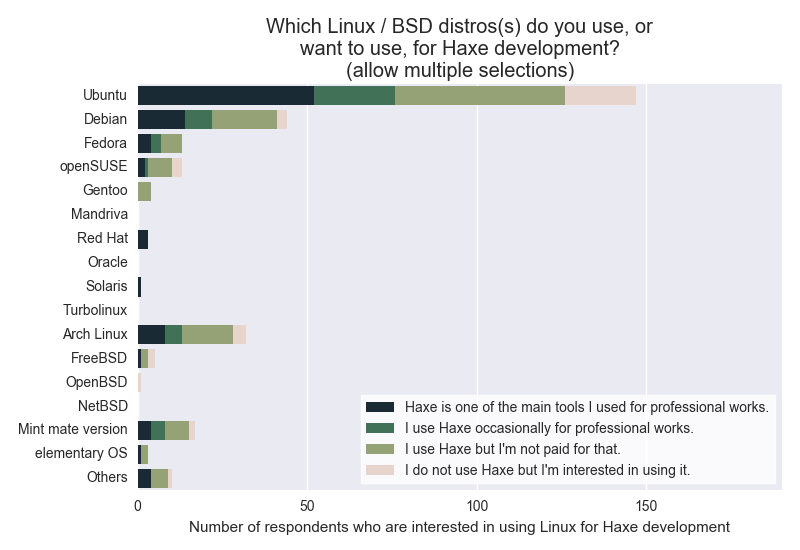 Which Linux / BSD distros(s) do you use, or
want to use, for Haxe development?
(allow multiple selections)
Ubuntu
Debian
Fedora
openSUSE
Gentoo
Mandriva
Red Hat
Oracle
Solaris
Turbolinux
Arch Linux
FreeBSD
OpenBSD
NetBSD
Mint mate version
elementary OS
Others
Haxe is one of the main tools I used for professional works.
I use Haxe occasionally for professional works.
I use Haxe but I'm not paid for that.
I do not use Haxe but I'm interested in using it.
0 50 100 150
Number of respondents who are interested in using Linux for Haxe development